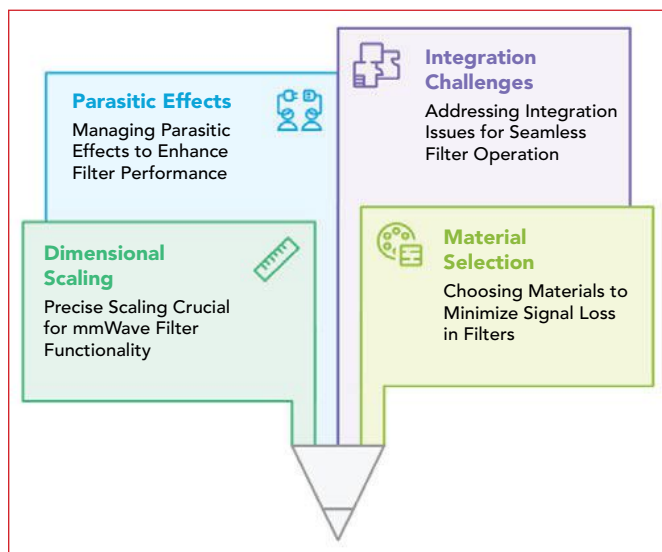 Parasitic Effects
Managing Parasitic
Effects to Enhance
Filter Performance
Integration
Challenges
Addressing Integration
Issues for Seamless
Filter Operation
Dimensional
Scaling
Precise Scaling Crucial
for mmWave Filter
Functionality
Material
Selection
Choosing Materials to
Minimize Signal Loss
in Filters